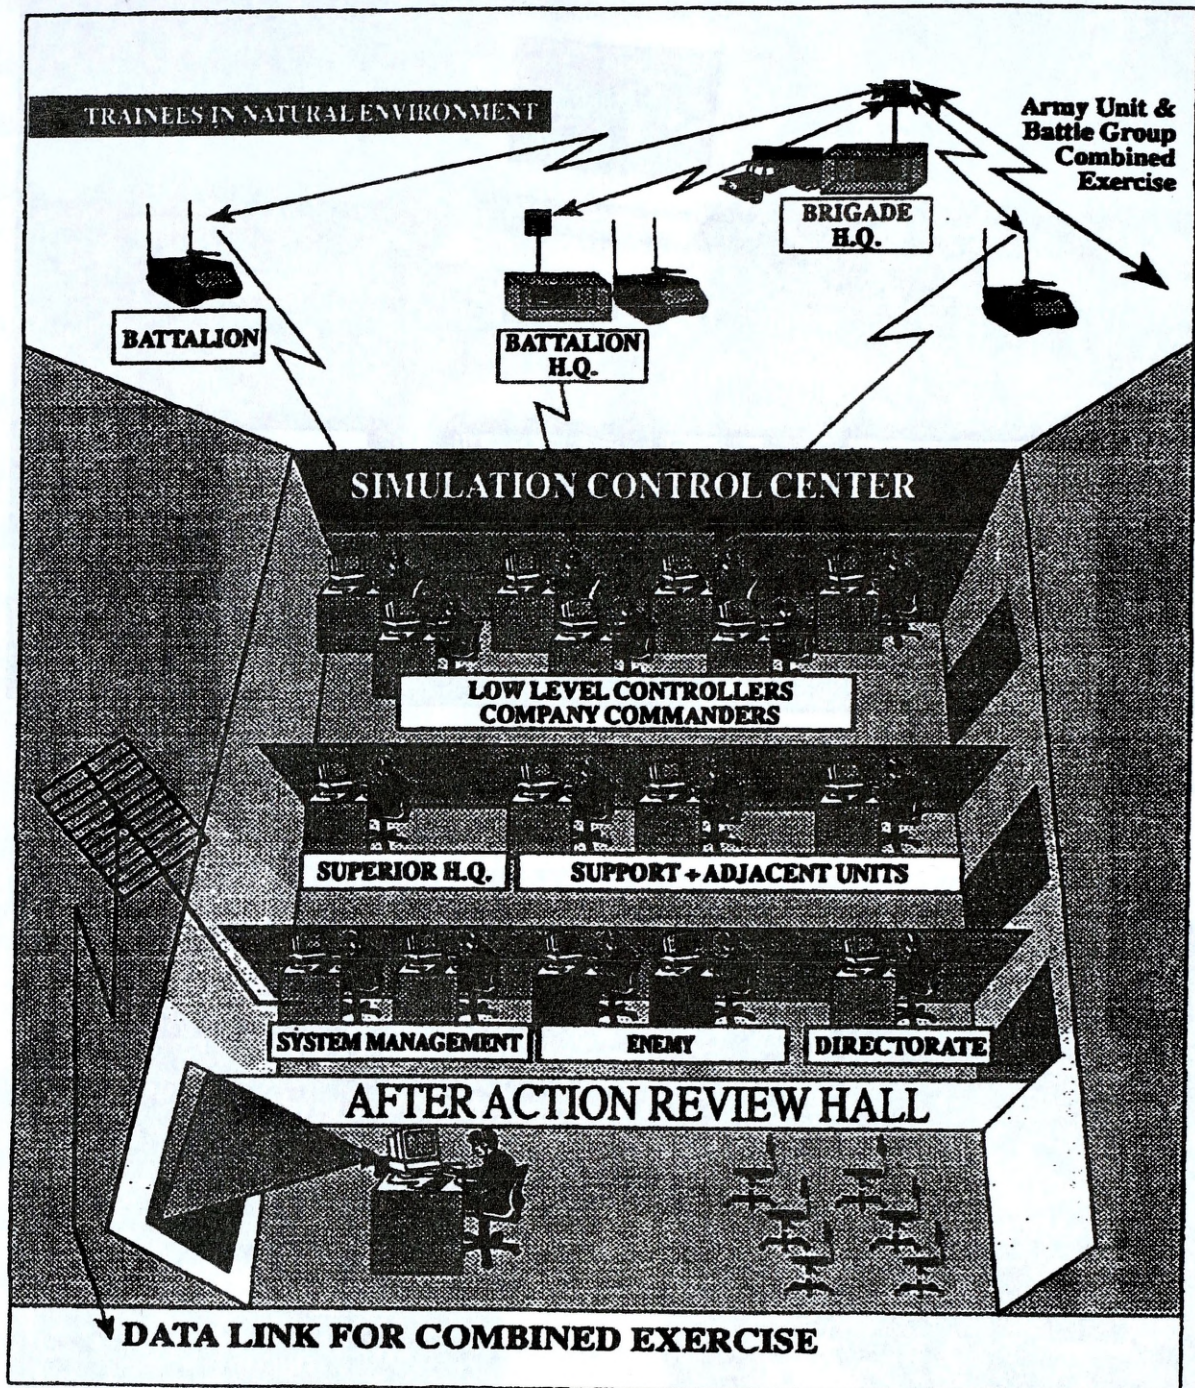 TRAINEES IN NATURAL ENVIRONMENT
Army Unit &
Battle Group
Combined
Exercise
BRIGADE
H.Q.
BATTALION
BATTALION
H.Q.
SIMULATION CONTROL CENTER
LOW LEVEL CONTROLLERS
COMPANY COMMANDERS
SUPERIOR H.Q.
SUPPORT + ADJACENT UNITS
SYSTEM MANAGEMENT
ENEMY
DIRECTORATE
AFTER ACTION REVIEW HALL
DATA LINK FOR COMBINED EXERCISE